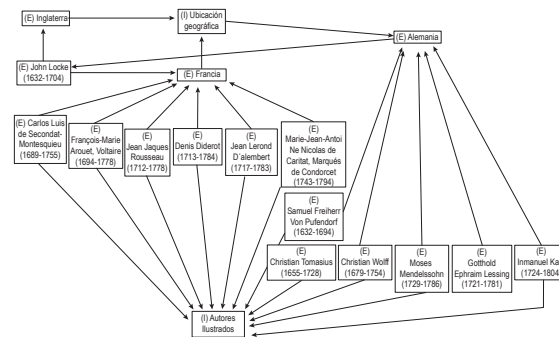 (E) Inglaterra
(I) Ubicación
geográfica
(E) Alemania
(E) John Locke
(1632-1704)
(E) Francia
(E) Carlos Luis
de Secondat-
Montesquieu
(1689-1755)
(E)
François-Marie
Arouet, Voltaire
(1694-1778)
(E)
Jean Jaques
Rousseau
(1712-1778)
(E)
Denis Diderot
(1713-1784)
(E)
Jean Lerond
D´alembert
(1717-1783)
(E)
Marie-Jean-Antoi
Ne Nicolas de
Caritat, Marqués
de Condorcet
(1743-1794)
(E)
Samuel Freiherr
Von Pufendorf
(1632-1694)
(E)
Christian Tomasius
(1655-1728)
(E)
Christian Wolff
(1679-1754)
(E)
Moses
Mendelssohn
(1729-1786)
(E)
Gotthold
Ephraim Lessing
(1721-1781)
(E)
Inmanuel Ka
(1724-1804
(I) Autores
Ilustrados